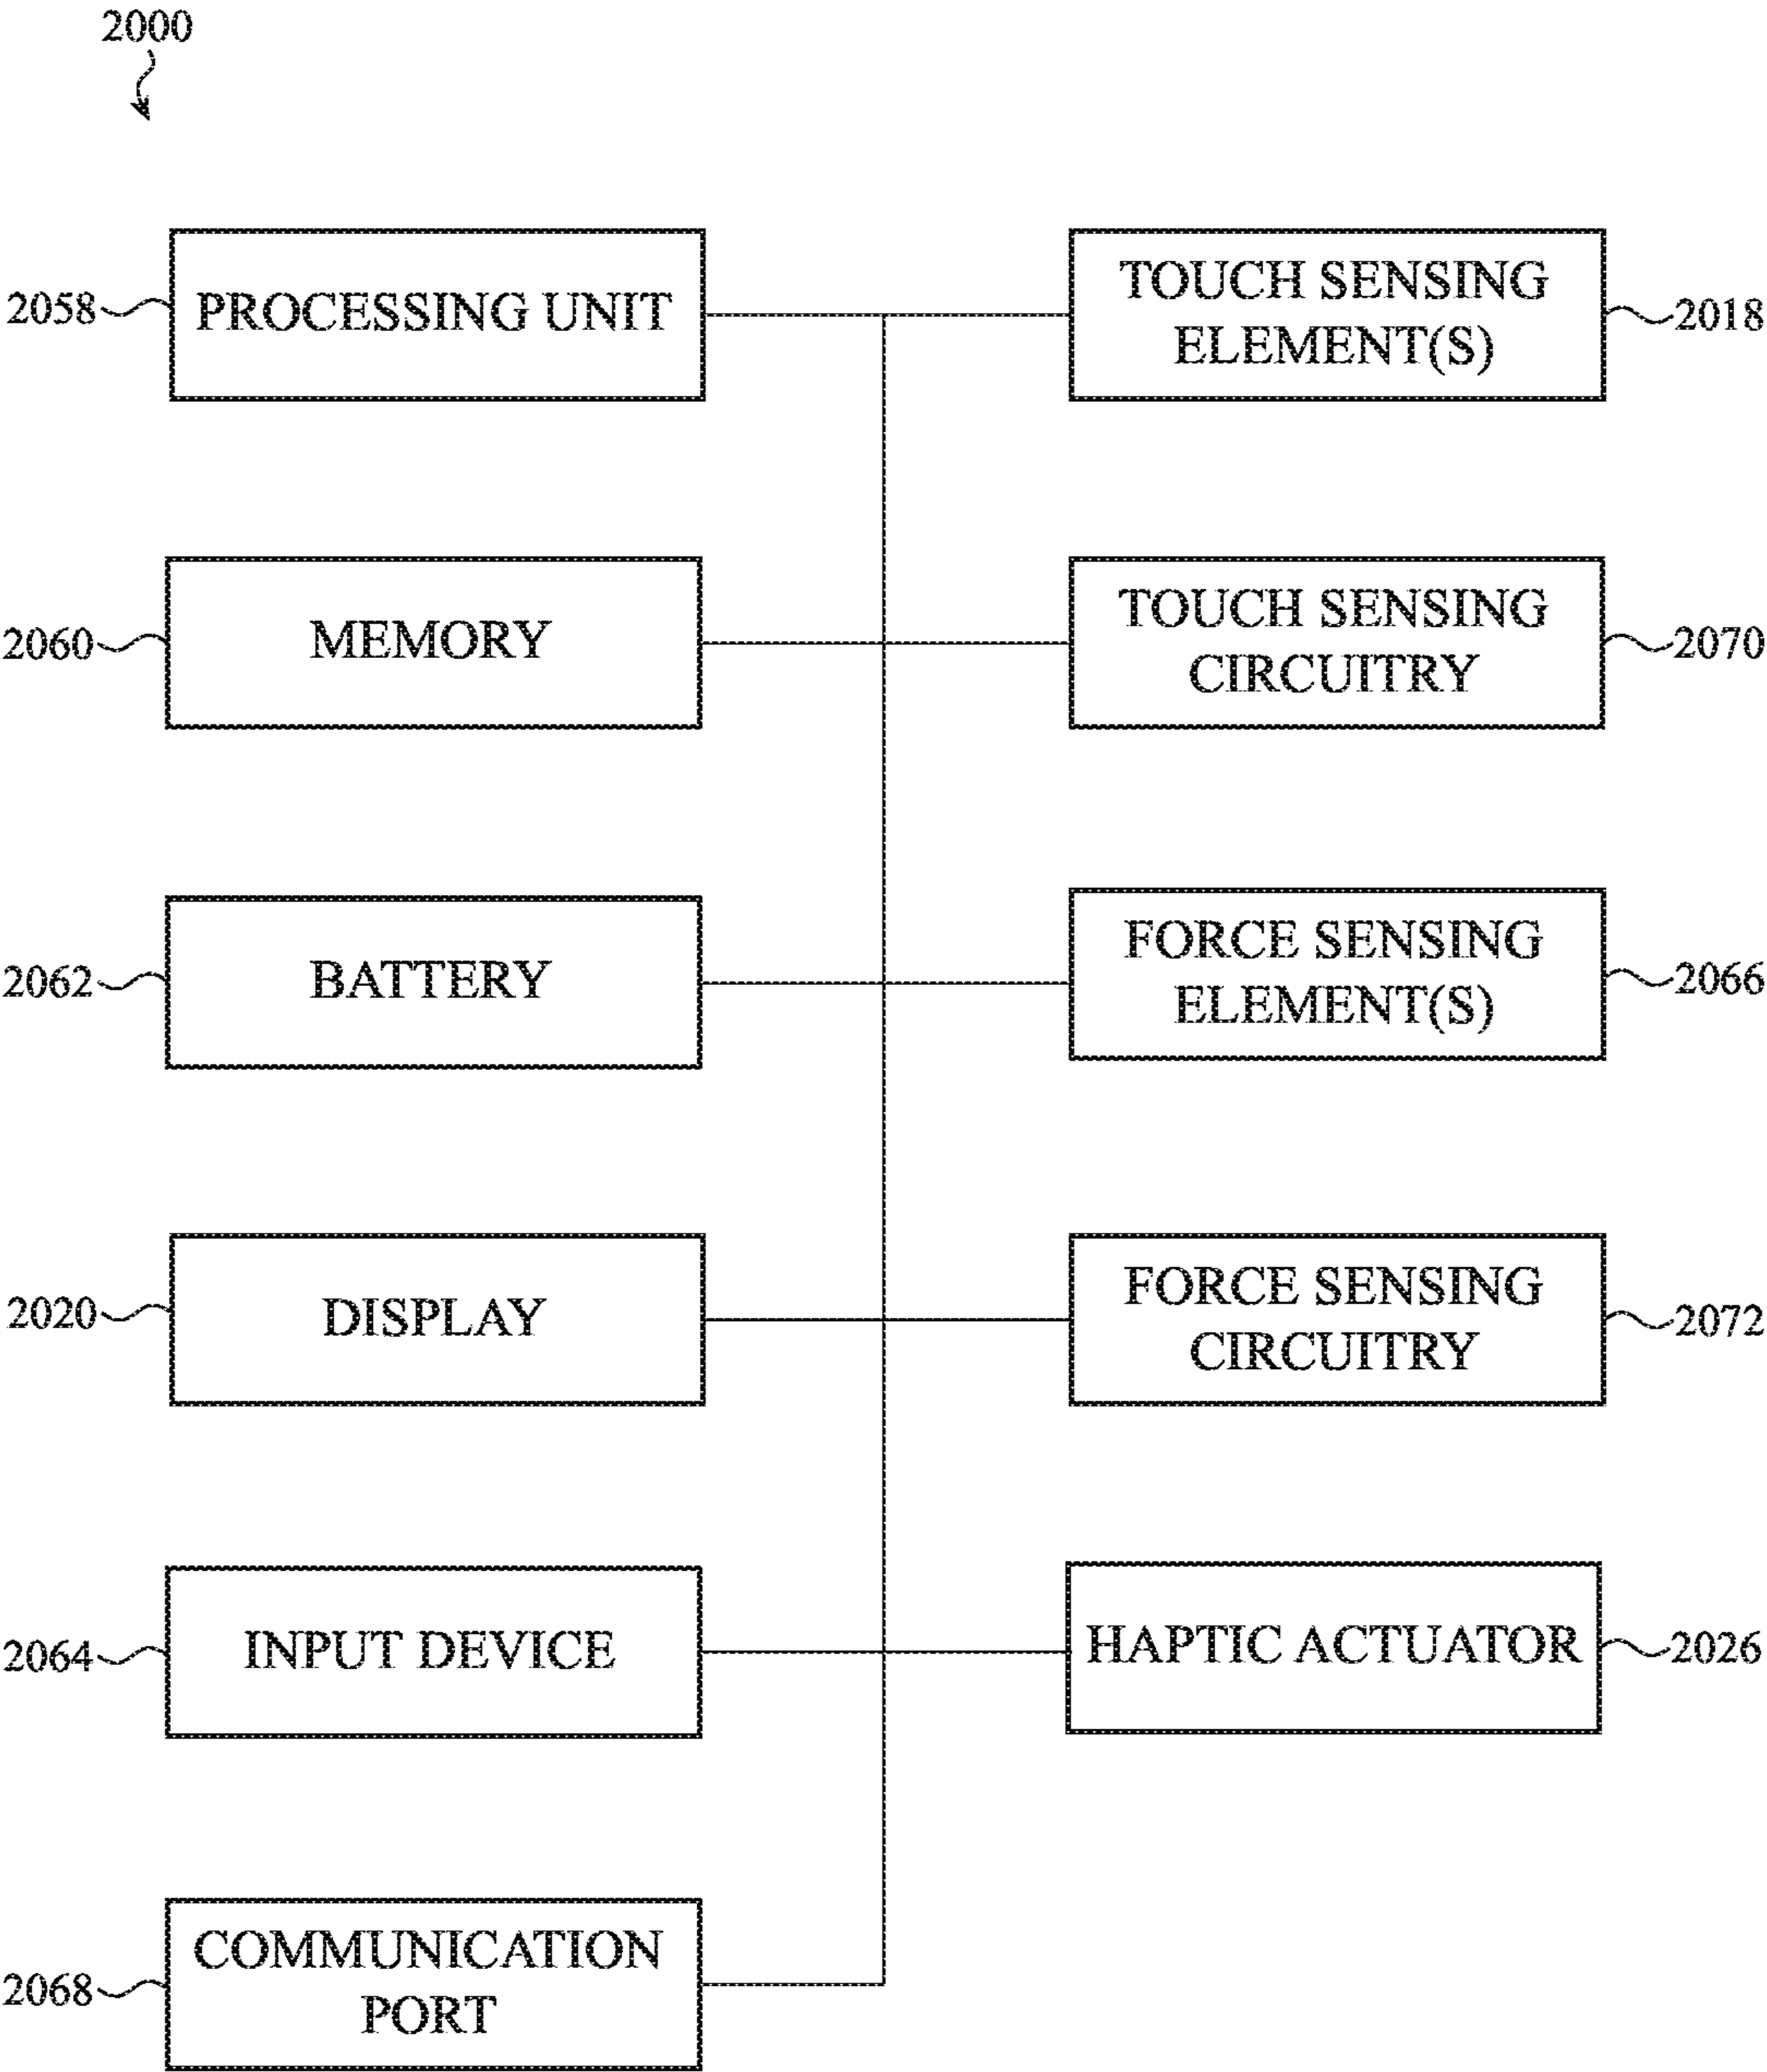 2000
2058
PROCESSING UNIT
TOUCH SENSING
ELEMENT(S)
2018
2060
MEMORY
TOUCH SENSING
CIRCUITRY
2070
2062
BATTERY
FORCE SENSING
ELEMENT(S)
2066
2020
DISPLAY
FORCE SENSING
CIRCUITRY
2072
2064
INPUT DEVICE
HAPTIC ACTUATOR
2026
2068
COMMUNICATION
PORT